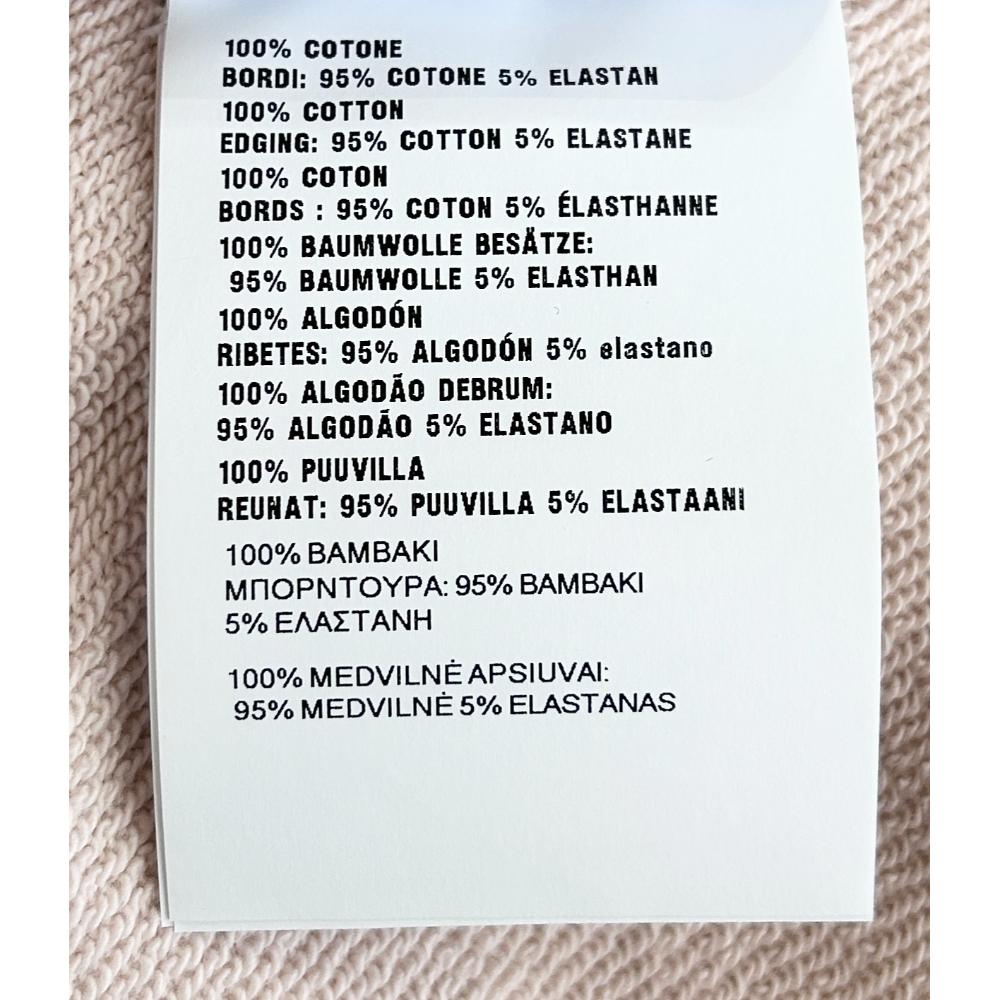 100% COTONE
BORDI: 95% COTONE 5% ELASTAN
100% COTTON
EDGING: 95% COTTON 5% ELASTANE
100% COTON
BORDS : 95% COTON 5% ÉLASTHANNE
100% BAUMWOLLE BESÄTZE:
95% BAUMWOLLE 5% ELASTHAN
100% ALGODÓN
RIBETES: 95% ALGODÓN 5% elastano
100% ALGODÃO DEBRUM:
95% ALGODÃO 5% ELASTANO
100% PUUVILLA
REUNAT: 95% PUUVILLA 5% ELASTAANI
100% ΒΑΜΒΑΚΙ
ΜΠΟΡΝΤΟΥΡΑ: 95% ΒΑΜΒΑΚΙ
5% ΕΛΑΣΤΑΝΗ
100% MEDVILNĖ APSIUVAI:
95% MEDVILNĖ 5% ELASTANAS